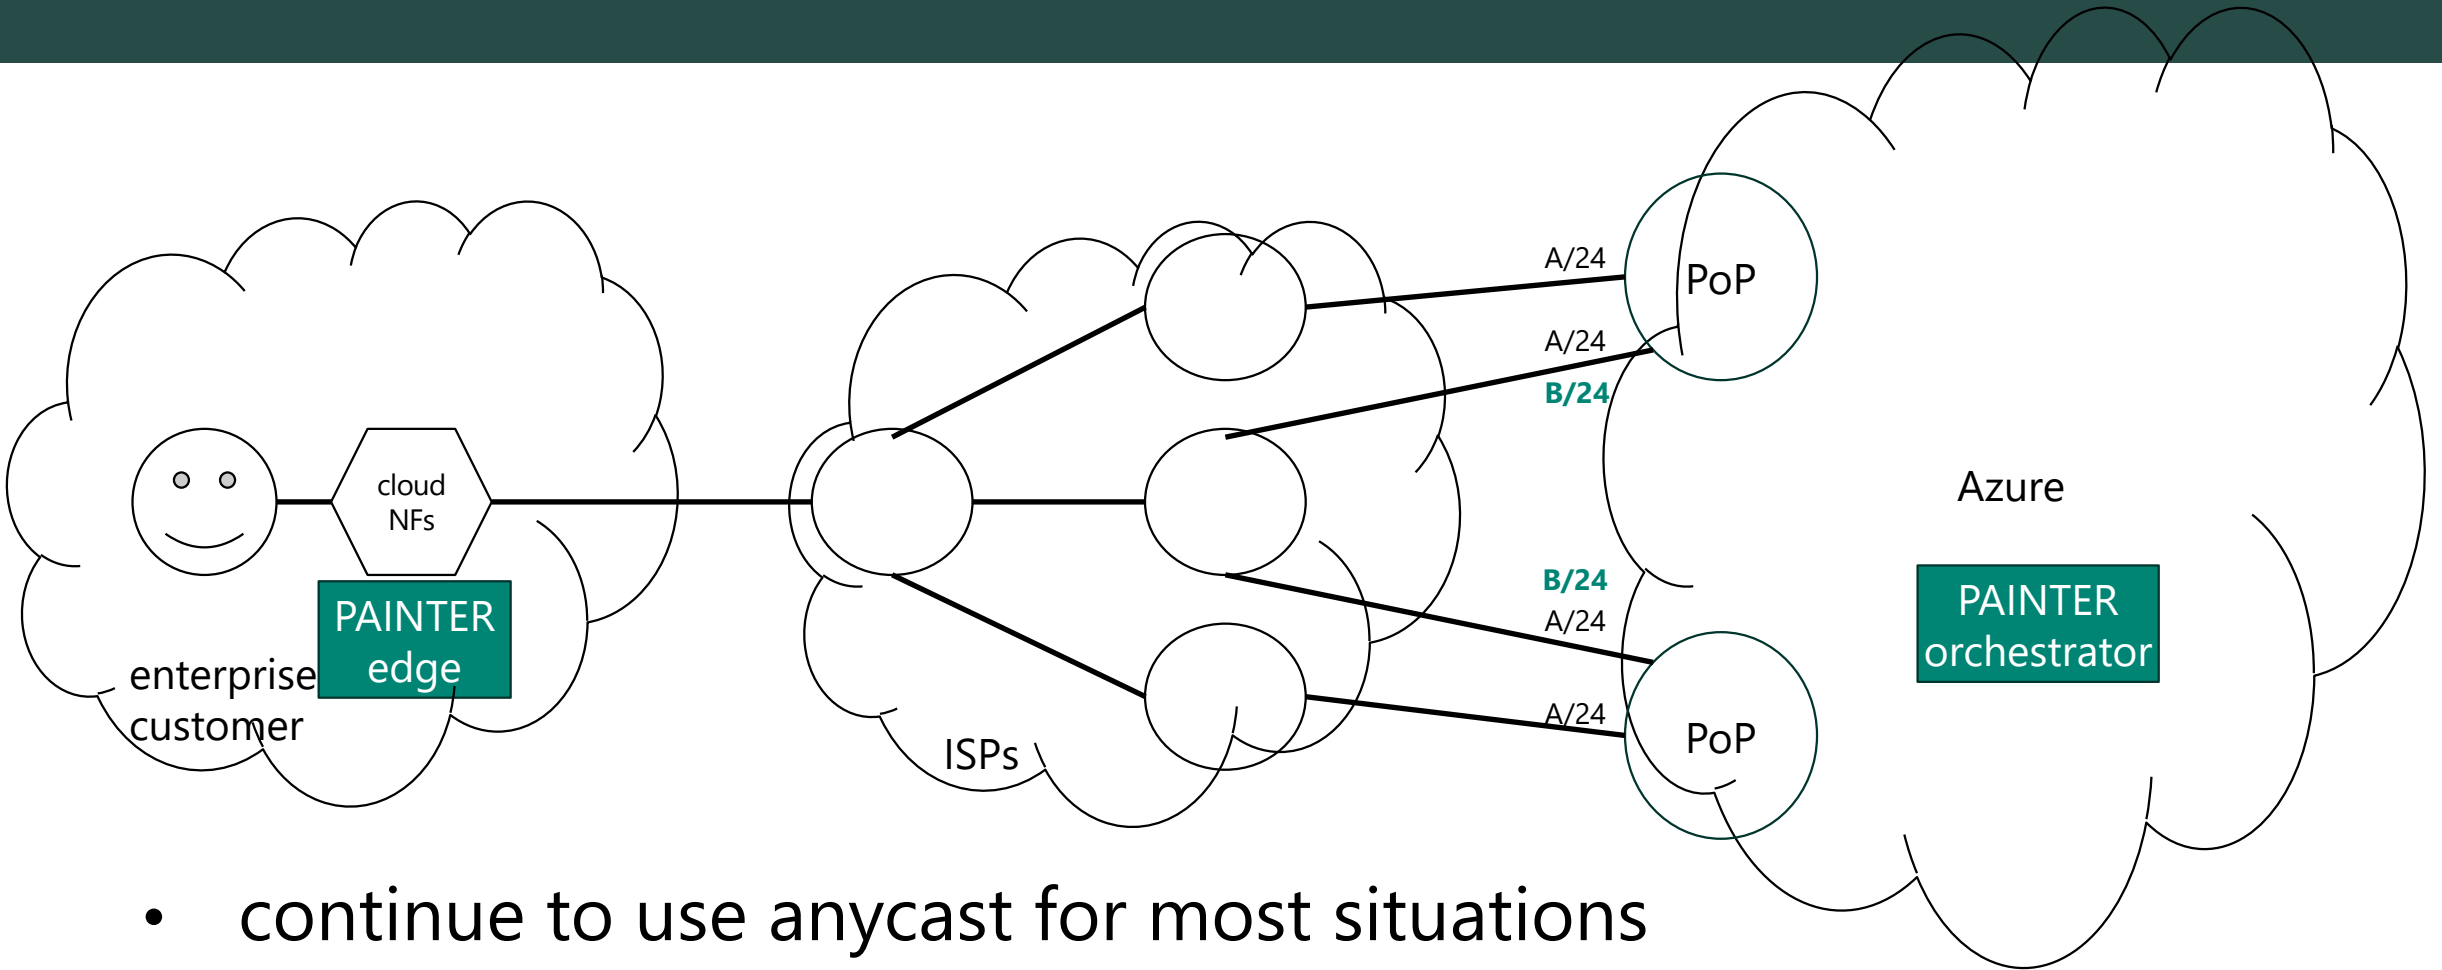 cloud
NFs
PAINTER
edge
enterprise
customer
ISPs
A/24
A/24
B/24
B/24
A/24
A/24
PoP
PoP
Azure
PAINTER
orchestrator
• continue to use anycast for most situations